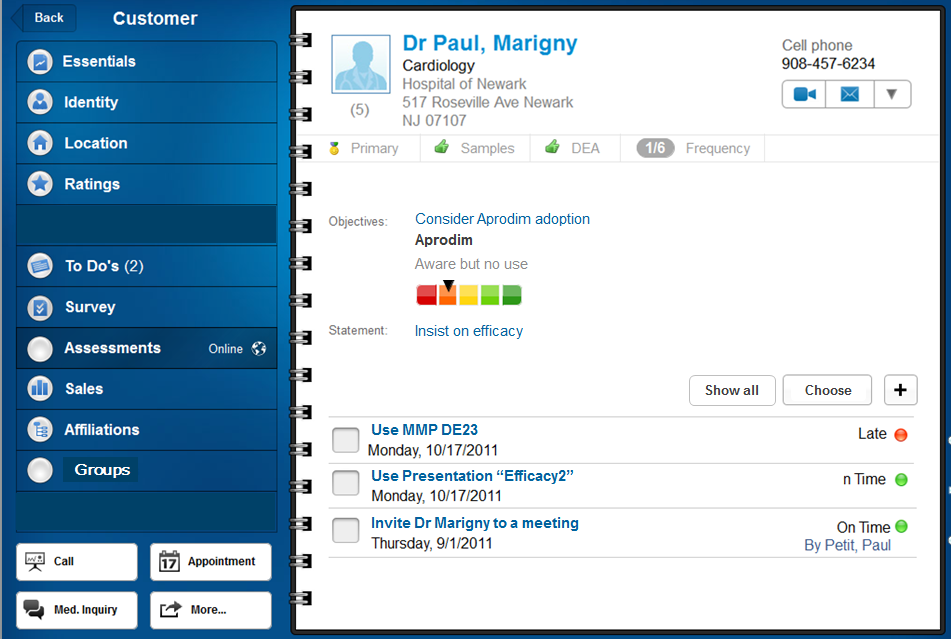 Back
Customer
Essentials
Identity
Location
Ratings
To Do's (2)
Survey
Assessments Online
Sales
Affiliations
Groups
Call
17 Appointment
Med. Inquiry
More...
Dr Paul, Marigny
Cardiology
Hospital of Newark
517 Roseville Ave Newark
NJ 07107
(5)
Cell phone
908-457-6234
Primary
Samples
DEA
1/6 Frequency
Objectives: Consider Aprodim adoption
Aprodim
Aware but no use
Statement: Insist on efficacy
Show all
Choose
+
Use MMP DE23
Monday, 10/17/2011
Late
Use Presentation “Efficacy2”
Monday, 10/17/2011
n Time
Invite Dr Marigny to a meeting
Thursday, 9/1/2011
On Time
By Petit, Paul